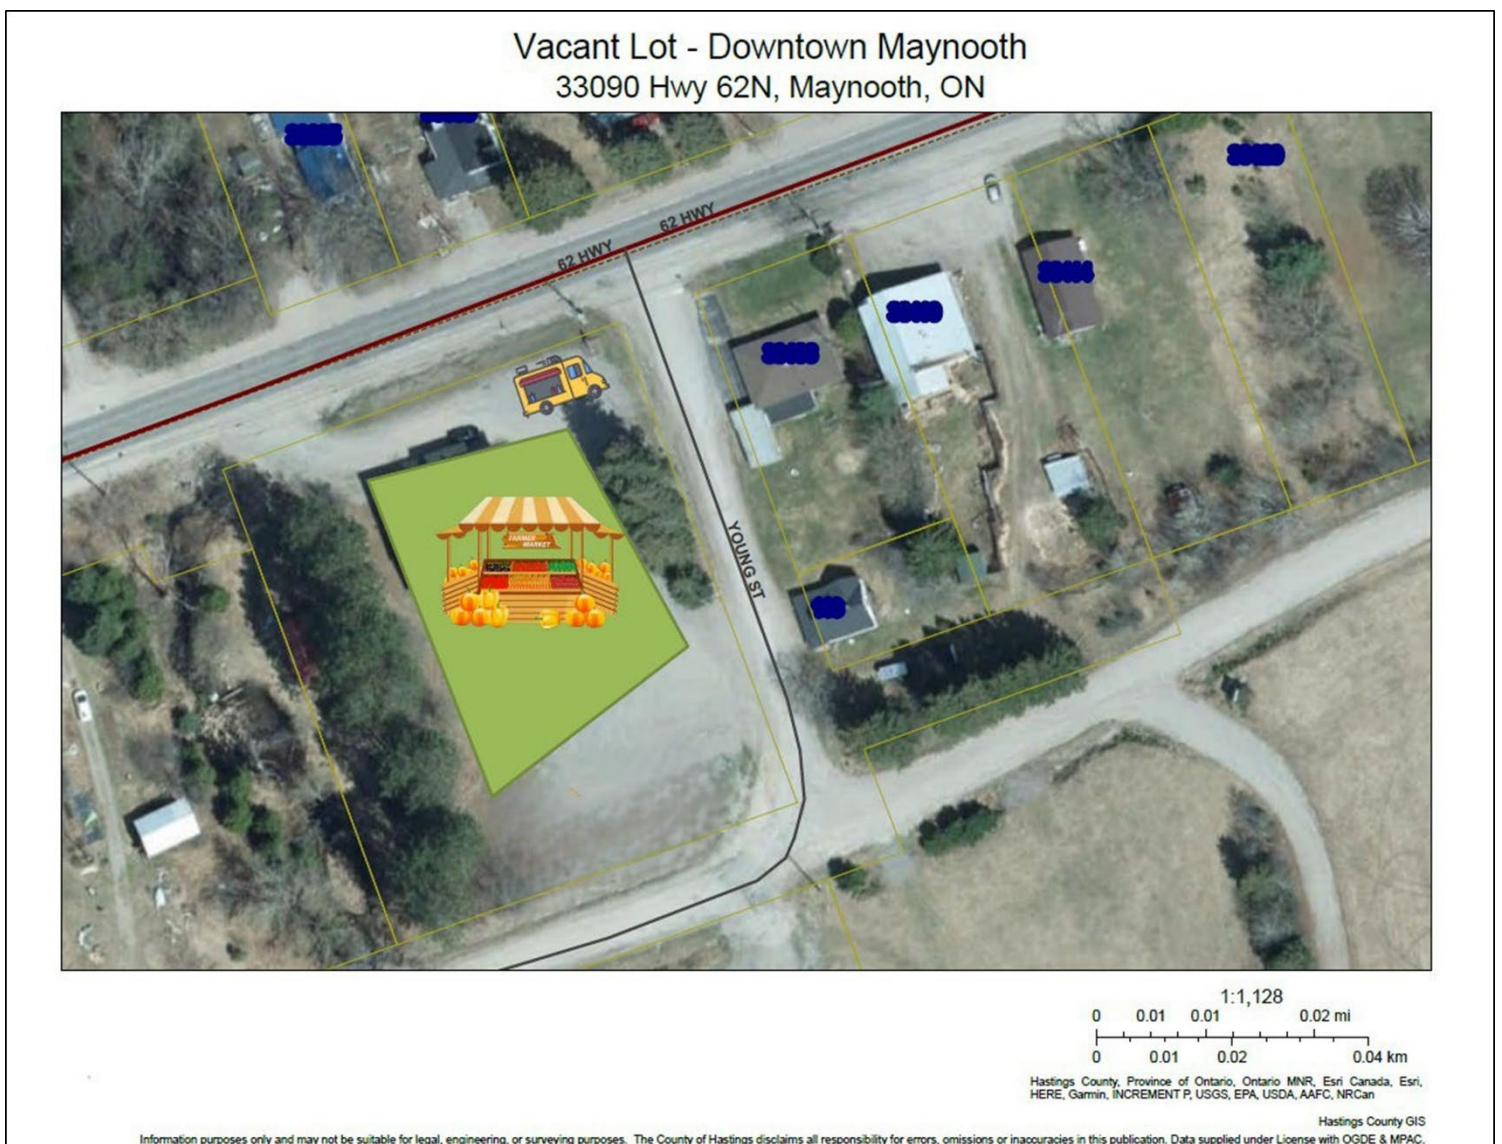 Vacant Lot - Downtown Maynooth
33090 Hwy 62N, Maynooth, ON
62 HWY
62 HWY
FARMER
MARKET
YOUNG ST
1:1,128
0 0.01 0.01 0.02 mi
0 0.01 0.02 0.04 km
Hastings County, Province of Ontario, Ontario MNR, Esri Canada, Esri,
HERE, Garmin, INCREMENT P, USGS, EPA, USDA, AAFC, NRCan
Hastings County GIS
Information purposes only and may not be suitable for legal, engineering, or surveying purposes. The County of Hastings disclaims all responsibility for errors, omissions or inaccuracies in this publication. Data supplied under License with OGDE & MPAC.